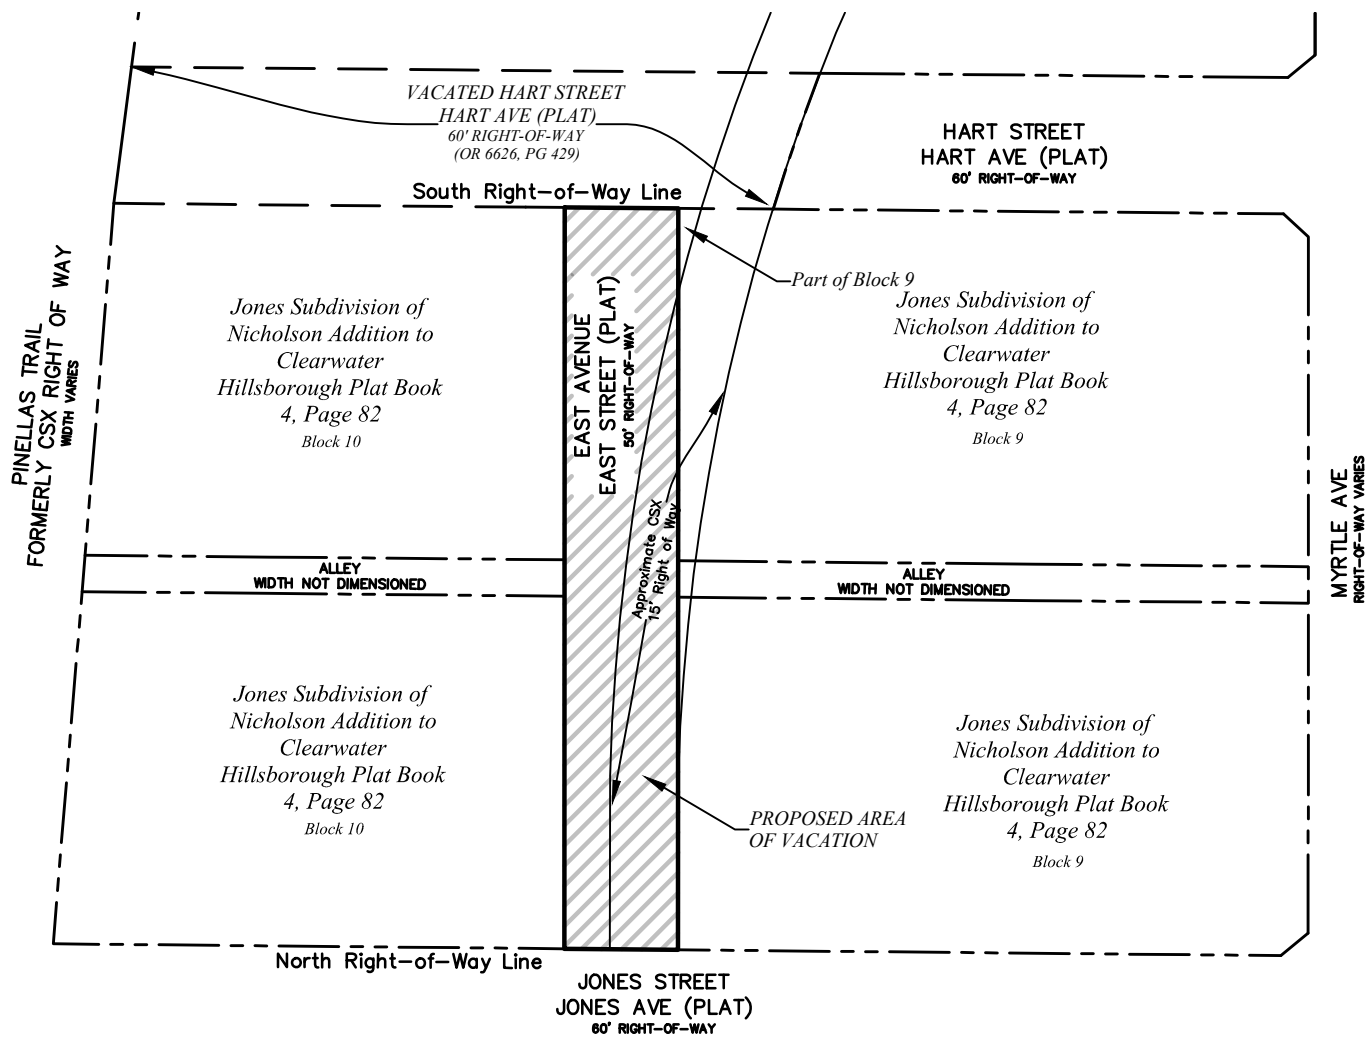 VACATED HART STREET
HART AVE (PLAT)
60' RIGHT-OF-WAY
(OR 6626, PG 429)
HART STREET
HART AVE (PLAT)
60' RIGHT-OF-WAY
South Right-of-Way Line
Part of Block 9
PINELLAS TRAIL
FORMERLY CSX RIGHT OF WAY
WIDTH VARIES
Jones Subdivision of
Nicholson Addition to
Clearwater
Hillsborough Plat Book
4, Page 82
Block 10
EAST AVENUE
EAST STREET (PLAT)
50' RIGHT-OF-WAY
Jones Subdivision of
Nicholson Addition to
Clearwater
Hillsborough Plat Book
4, Page 82
Block 9
MYRTLE AVE
RIGHT-OF-WAY VARIES
Approximate CSX
15' Right of Way
ALLEY
WIDTH NOT DIMENSIONED
ALLEY
WIDTH NOT DIMENSIONED
Jones Subdivision of
Nicholson Addition to
Clearwater
Hillsborough Plat Book
4, Page 82
Block 10
Jones Subdivision of
Nicholson Addition to
Clearwater
Hillsborough Plat Book
4, Page 82
Block 9
PROPOSED AREA
OF VACATION
North Right-of-Way Line
JONES STREET
JONES AVE (PLAT)
60' RIGHT-OF-WAY